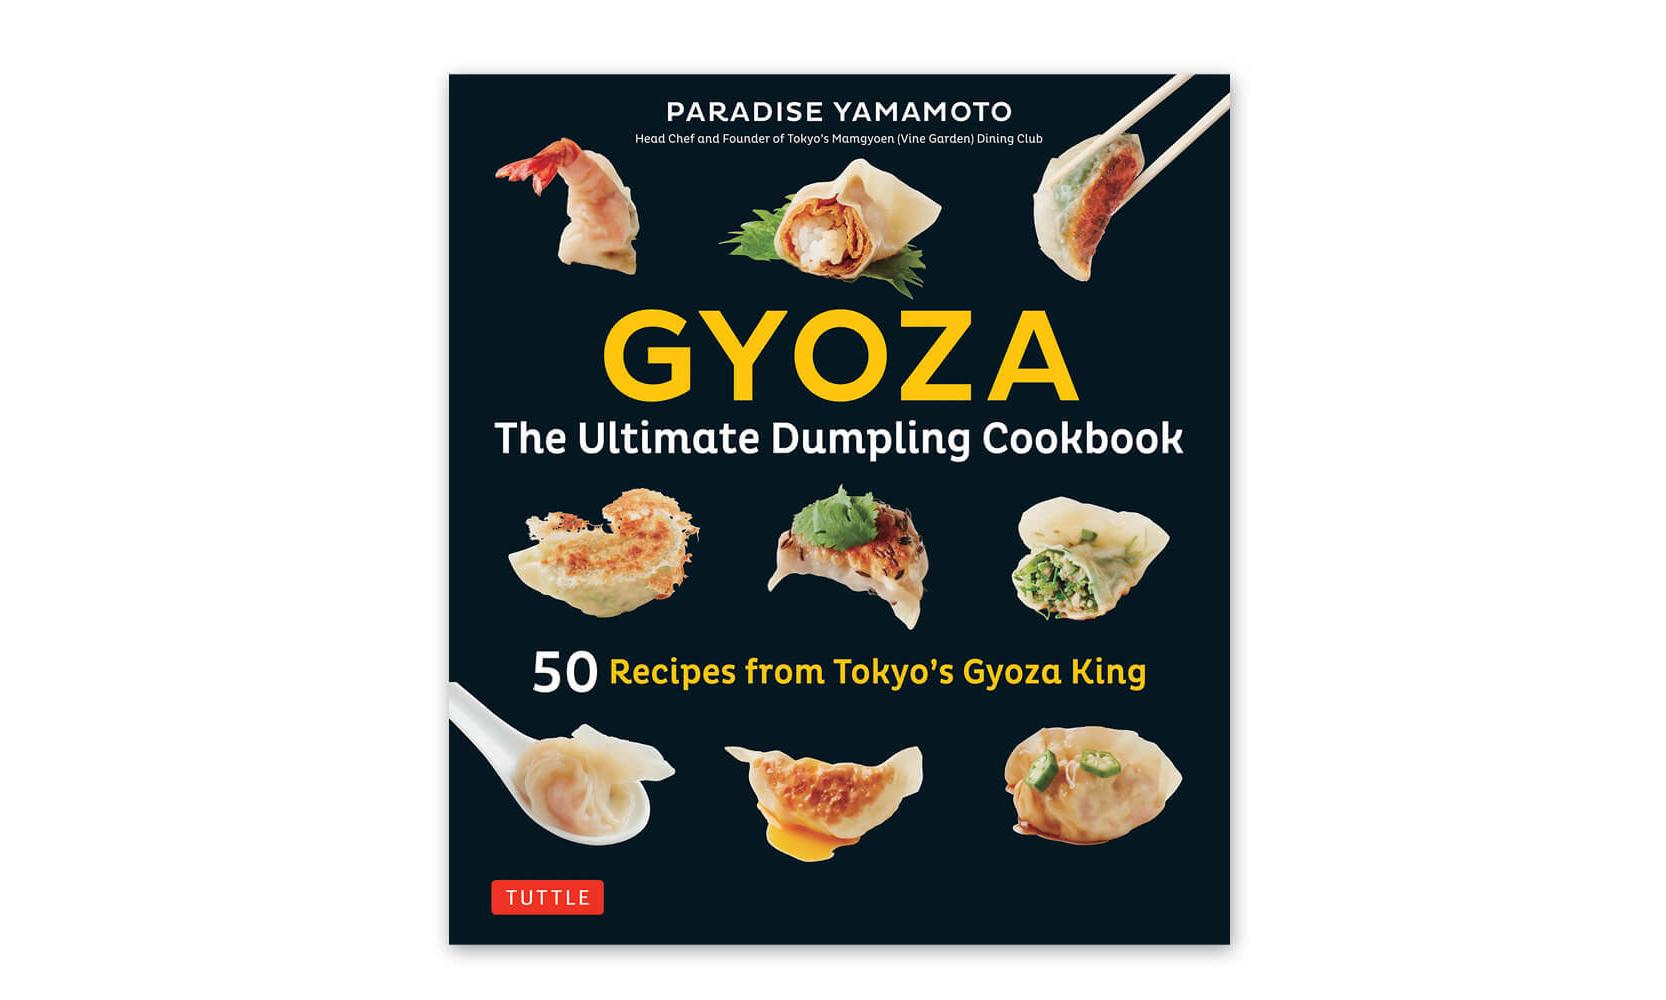 PARADISE YAMAMOTO
Head Chef and Founder of Tokyo's Mamgyoen (Vine Garden) Dining Club
GYOZA
The Ultimate Dumpling Cookbook
50 Recipes from Tokyo's Gyoza King
TUTTLE